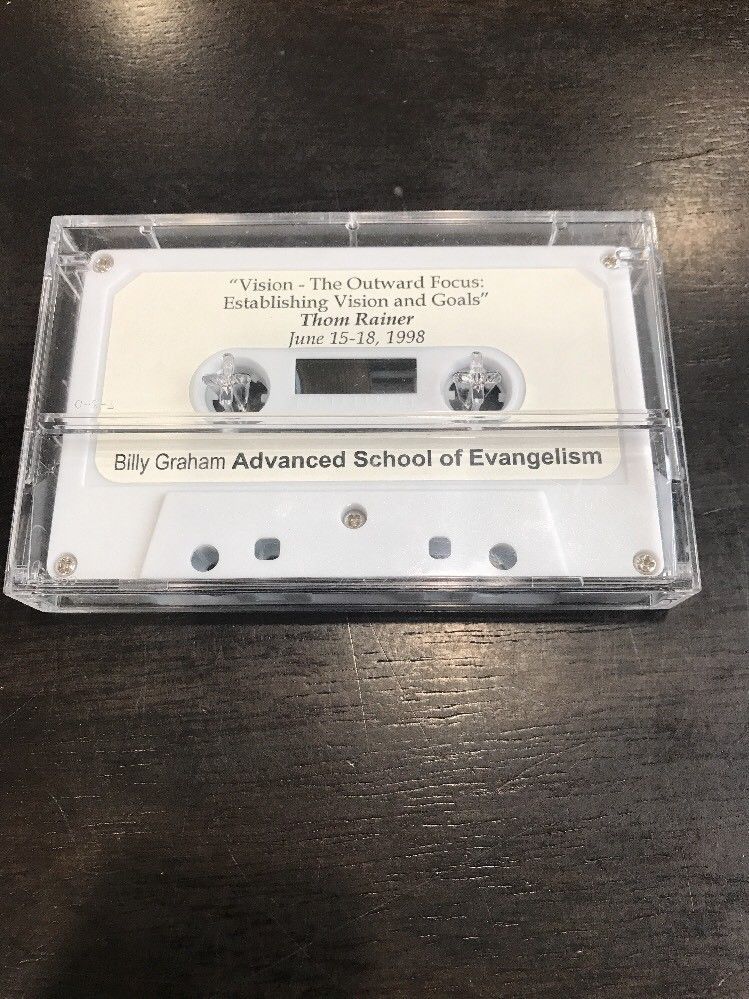 “Vision - The Outward Focus:
Establishing Vision and Goals”
Thom Rainer
June 15-18, 1998
Billy Graham Advanced School of Evangelism